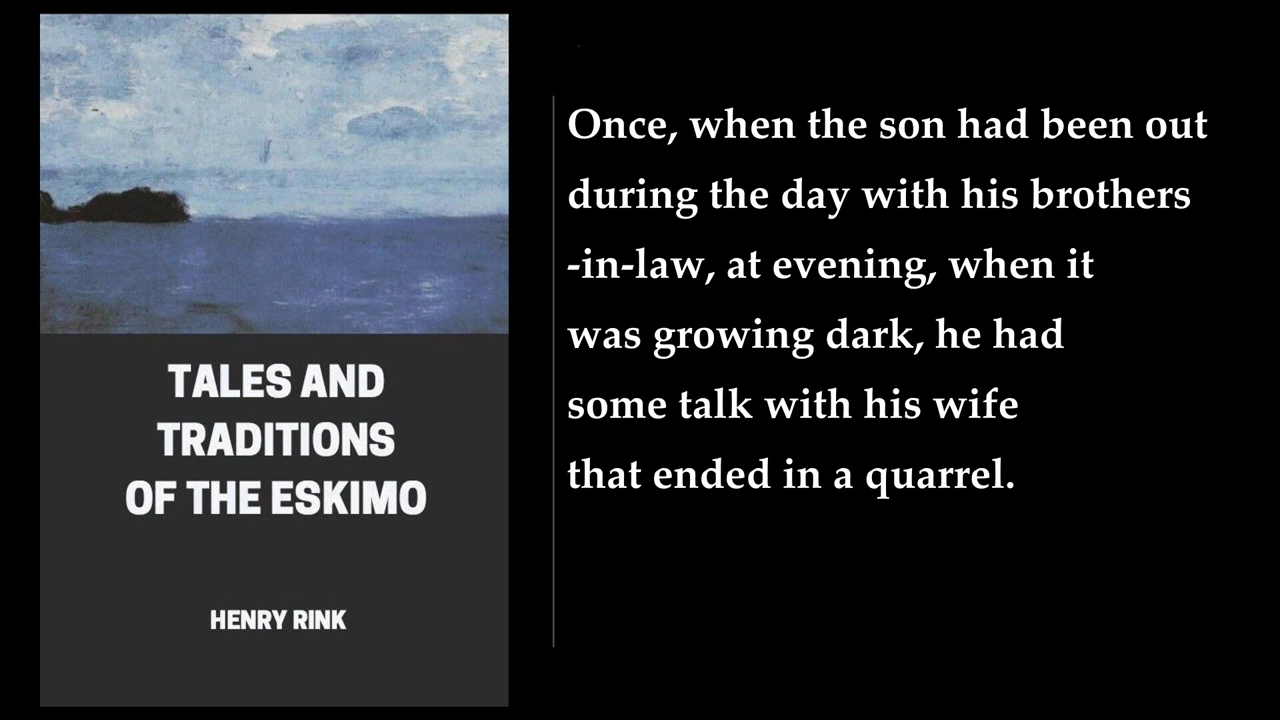 TALES AND
TRADITIONS
OF THE ESKIMO
HENRY RINK
Once, when the son had been out
during the day with his brothers
-in-law, at evening, when it
was growing dark, he had
some talk with his wife
that ended in a quarrel.